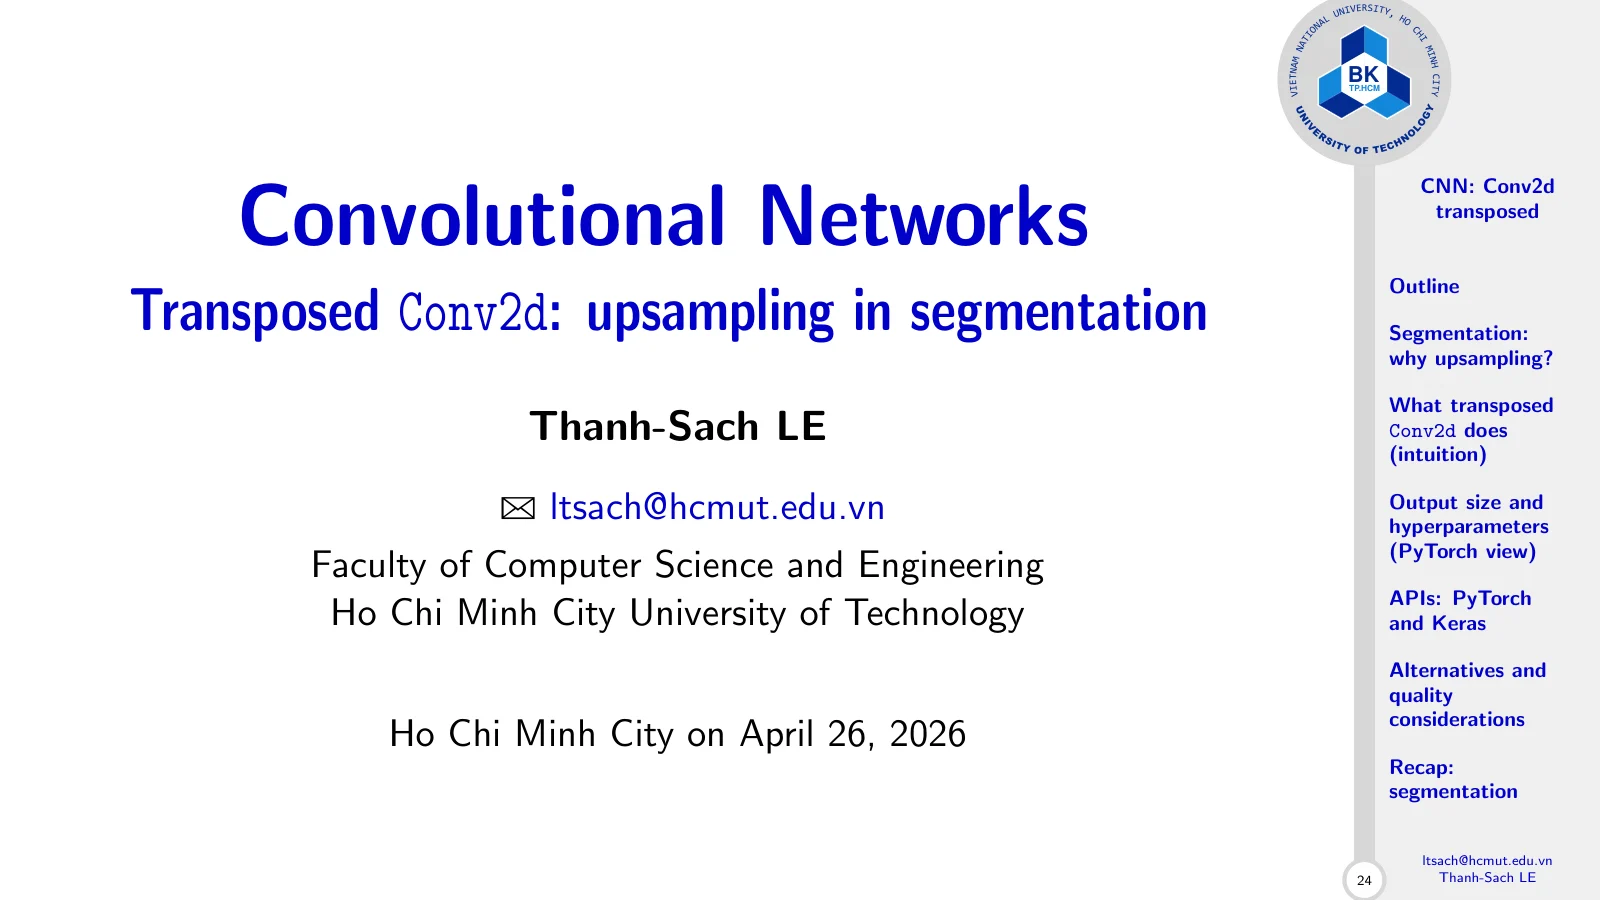 Convolutional Networks
Transposed Conv2d: upsampling in segmentation
Thanh-Sach LE
✉ ltsach@hcmut.edu.vn
Faculty of Computer Science and Engineering
Ho Chi Minh City University of Technology
Ho Chi Minh City on April 26, 2026
VIETNAM NATIONAL UNIVERSITY, HO CHI MINH CITY
BK
TP.HCM
UNIVERSITY OF TECHNOLOGY
CNN: Conv2d
transposed
Outline
Segmentation:
why upsampling?
What transposed
Conv2d does
(intuition)
Output size and
hyperparameters
(PyTorch view)
APIs: PyTorch
and Keras
Alternatives and
quality
considerations
Recap:
segmentation
ltsach@hcmut.edu.vn
Thanh-Sach LE
24